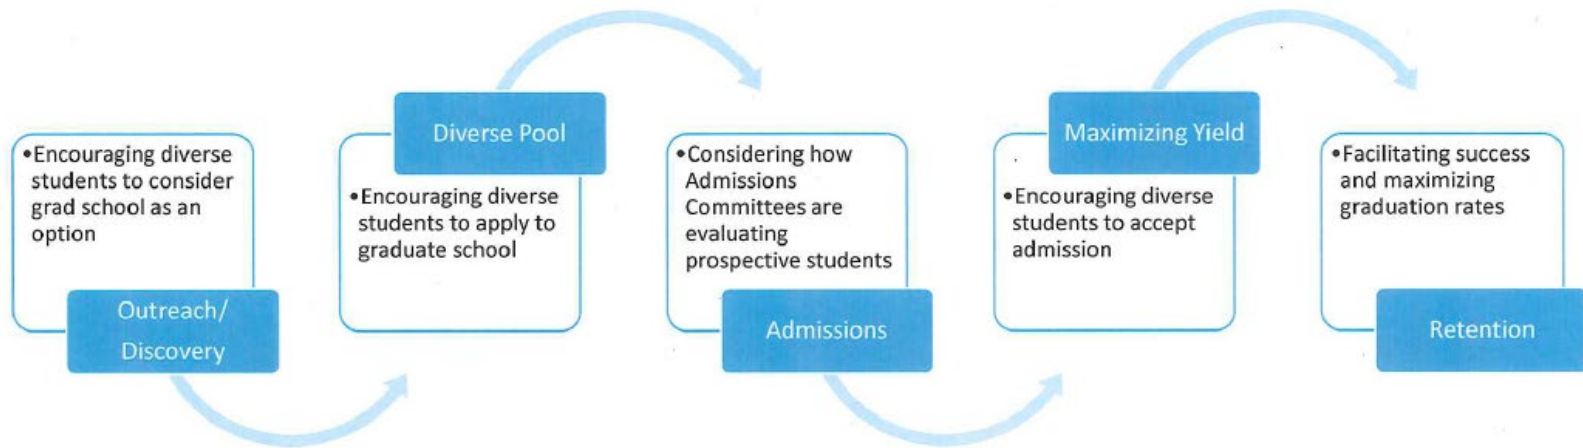 •Encouraging diverse
students to consider
grad school as an
option
Outreach/
Discovery
Diverse Pool
•Encouraging diverse
students to apply to
graduate school
•Considering how
Admissions
Committees are
evaluating
prospective students
Admissions
Maximizing Yield
•Encouraging diverse
students to accept
admission
•Facilitating success
and maximizing
graduation rates
Retention